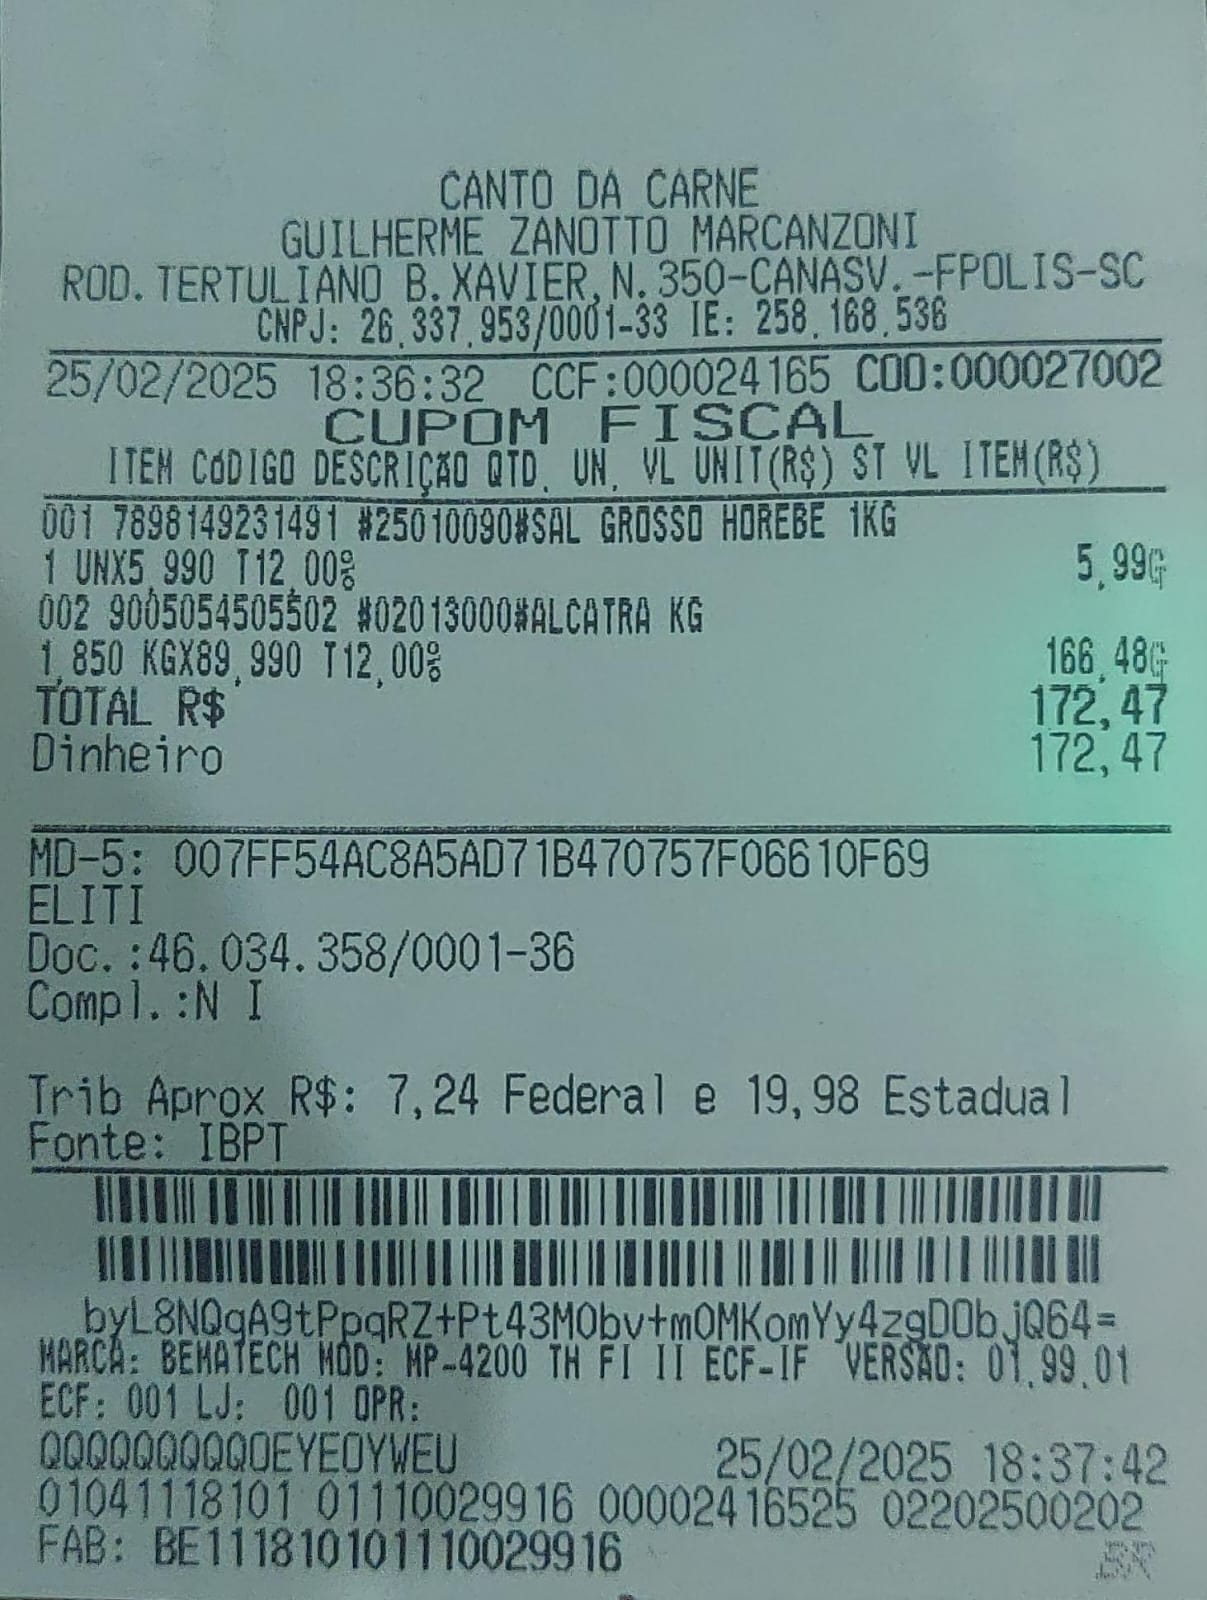 CANTO DA CARNE
GUILHERME ZANOTTO MARCANZONI
ROD. TERTULIANO B. XAVIER, N. 350-CANASV.-FPOLIS-SC
CNPJ: 26.337.953/0001-33 IE: 258.168.536
25/02/2025 18:36:32 CCF:000024165 COO:000027002
CUPOM FISCAL
ITEM CóDIGO DESCRIÇÃO QTD. UN. VL UNIT(R$) ST VL ITEM(R$)
001 7898149231491 #25010090#SAL GROSSO HOREBE 1KG
1 UNX5,990 T12,00% 5,99G
002 9005054505502 #02013000#ALCATRA KG
1,850 KGX89,990 T12,00% 166,48G
TOTAL R$ 172,47
Dinheiro 172,47
MD-5: 007FF54AC8A5AD71B470757F06610F69
ELITI
Doc.:46.034.358/0001-36
Compl.:N I
Trib Aprox R$: 7,24 Federal e 19,98 Estadual
Fonte: IBPT
byL8NQqA9tPpqRZ+Pt43MObv+mOMKomYy4zgDObjQ64=
MARCA: BEMATECH MOD: MP-4200 TH FI II ECF-IF VERSÃO: 01.99.01
ECF: 001 LJ: 001 OPR:
QQQQQQQQQQOEYEOYWEU 25/02/2025 18:37:42
01041118101 01110029916 00002416525 02202500202
FAB: BE111810101110029916
BR